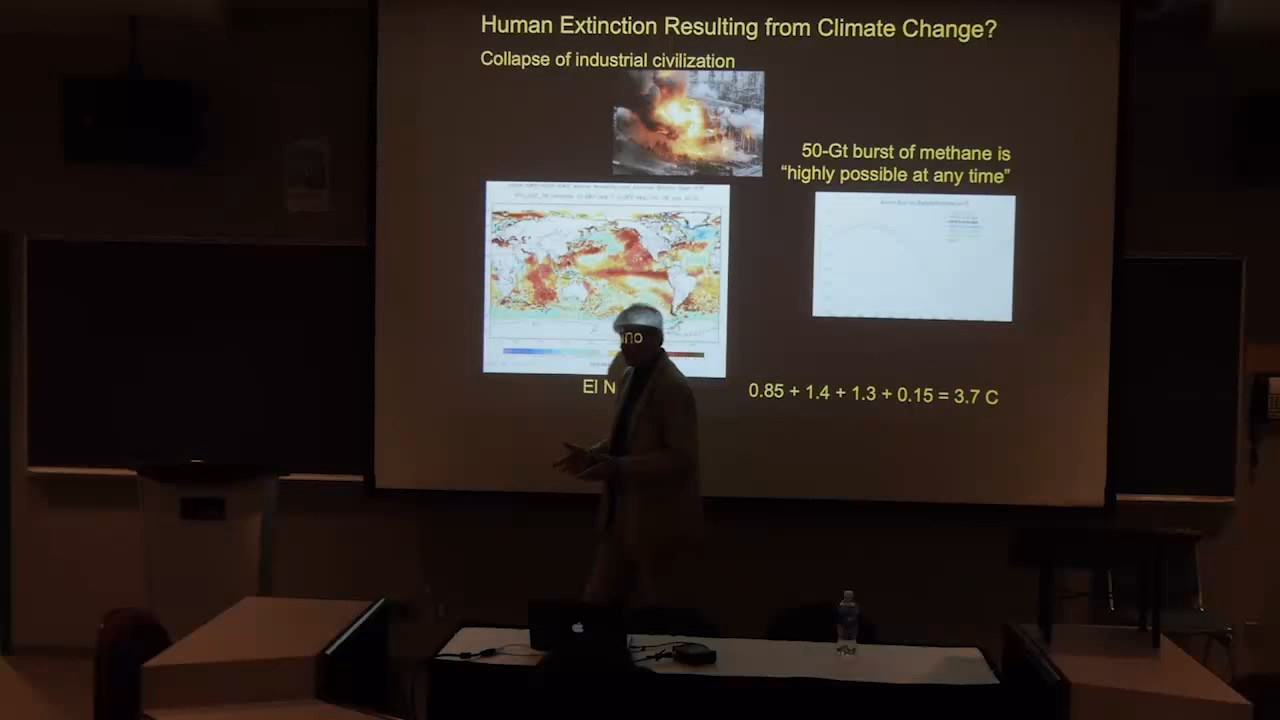 Human Extinction Resulting from Climate Change?
Collapse of industrial civilization
50-Gt burst of methane is
“highly possible at any time”
El Nino
0.85 + 1.4 + 1.3 + 0.15 = 3.7 C